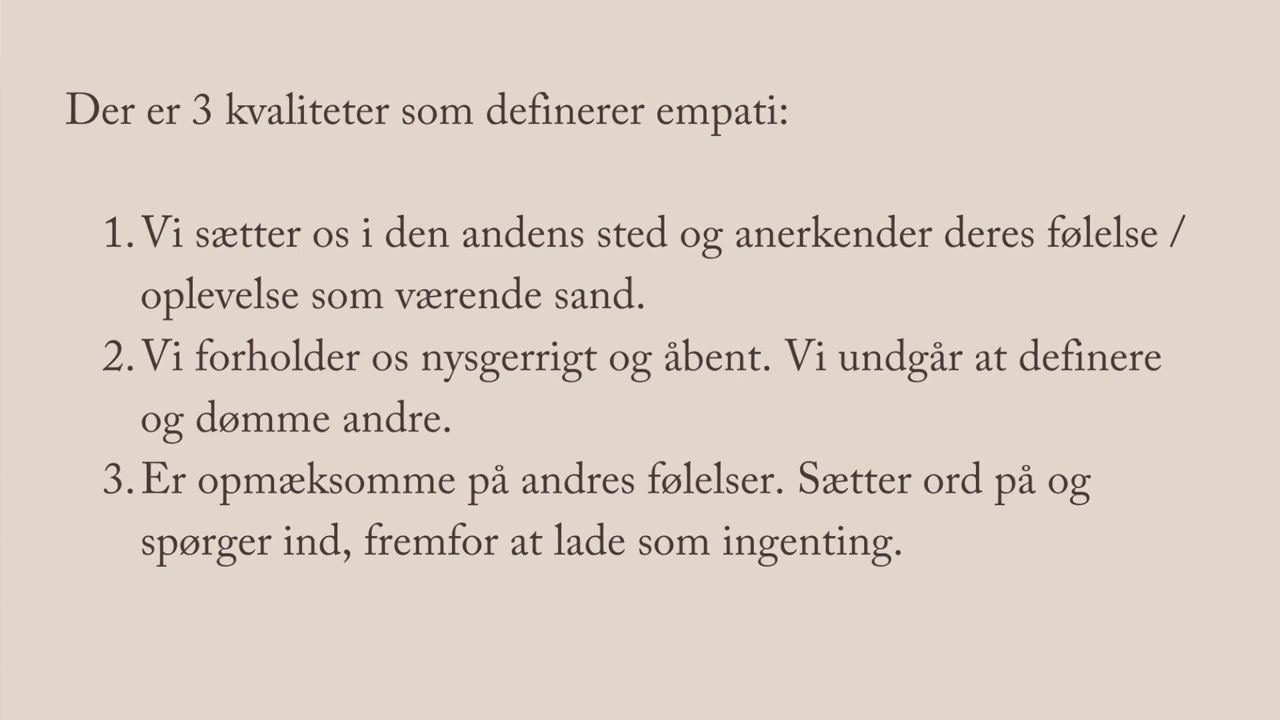 Der er 3 kvaliteter som definerer empati:
1. Vi sætter os i den andens sted og anerkender deres følelse /
oplevelse som værende sand.
2. Vi forholder os nysgerrigt og åbent. Vi undgår at definere
og dømme andre.
3. Er opmæksomme på andres følelser. Sætter ord på og
spørger ind, fremfor at lade som ingenting.